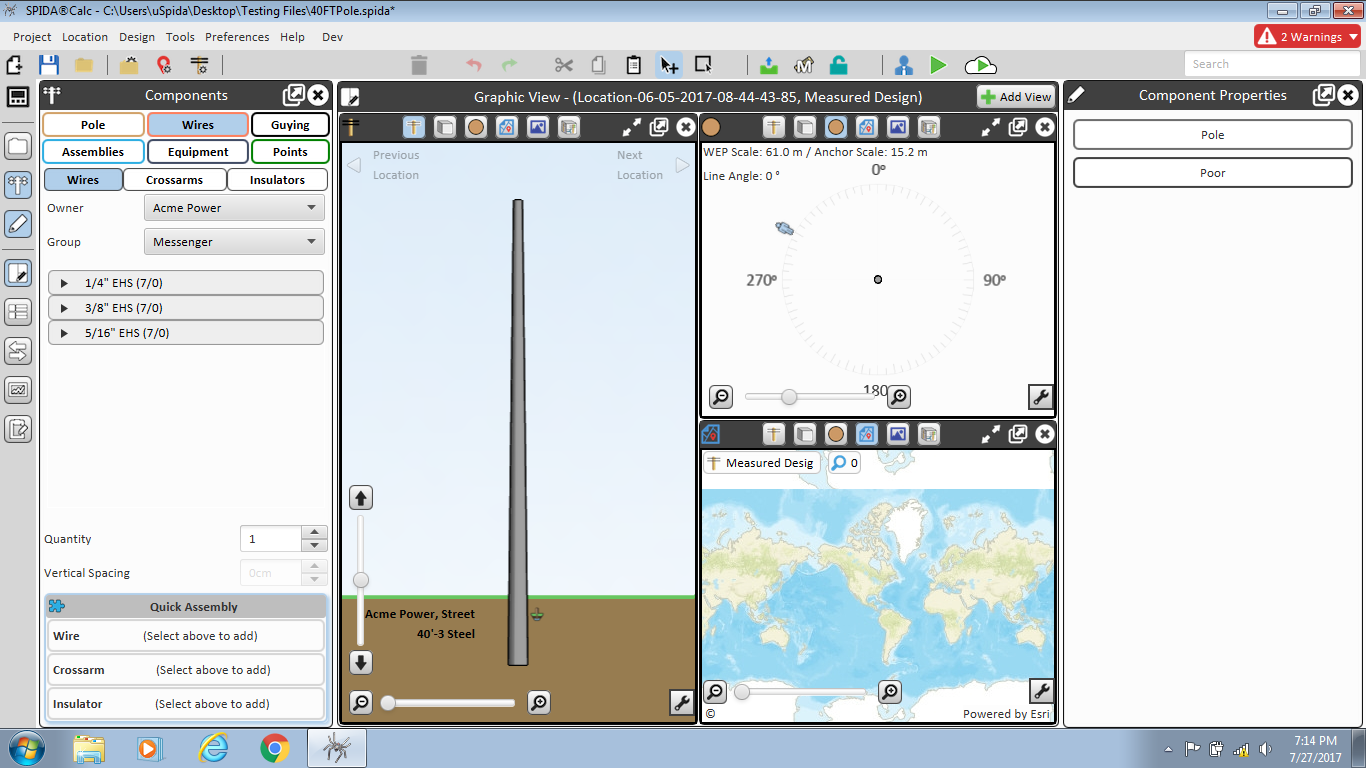 SPIDA®Calc - C:\Users\uSpida\Desktop\Testing Files\40FTPole.spida*
Project Location Design Tools Preferences Help Dev
2 Warnings
Search
Components
Pole Wires Guying
Assemblies Equipment Points
Wires Crossarms Insulators
Owner Acme Power
Group Messenger
1/4" EHS (7/0)
3/8" EHS (7/0)
5/16" EHS (7/0)
Quantity 1
Vertical Spacing 0cm
Quick Assembly
Wire (Select above to add)
Crossarm (Select above to add)
Insulator (Select above to add)
Graphic View - (Location-06-05-2017-08-44-43-85, Measured Design)
Add View
Previous
Location
Next
Location
Acme Power, Street
40'-3 Steel
WEP Scale: 61.0 m / Anchor Scale: 15.2 m
Line Angle: 0 °
0º
270º
90º
180
Measured Desig
0
©
Powered by Esri
Component Properties
Pole
Poor
7:14 PM
7/27/2017